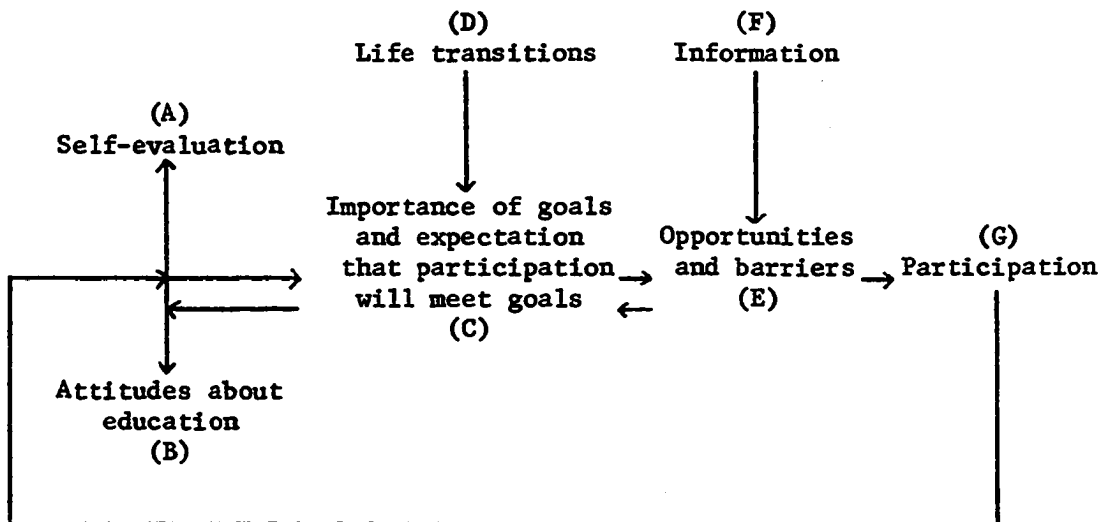 (D)
Life transitions
(F)
Information
(A)
Self-evaluation
Importance of goals
and expectation
that participation
will meet goals
(C)
Opportunities
and barriers
(E)
(G)
Participation
Attitudes about
education
(B)